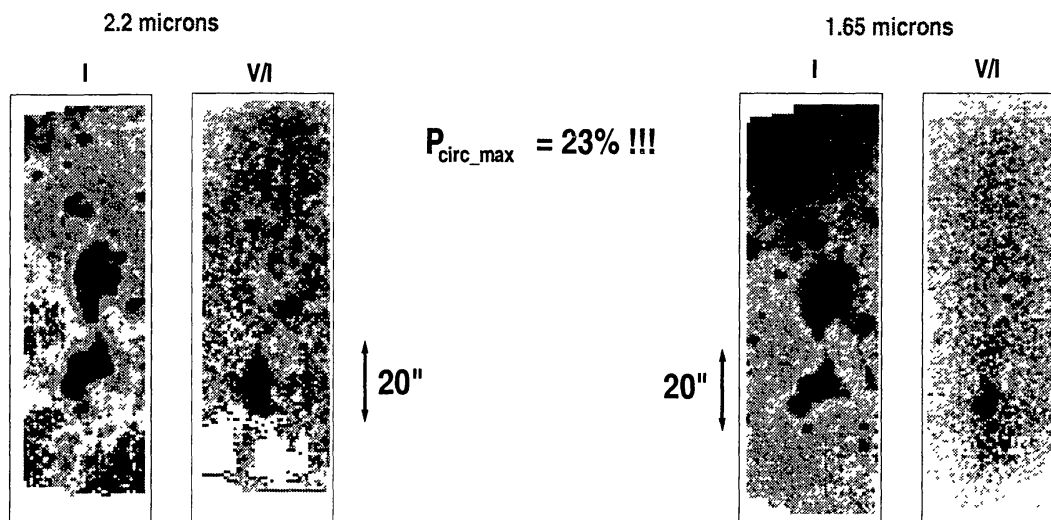 2.2 microns
1.65 microns
I
V/I
I
V/I
P_circ_max = 23% !!!
20"
20"